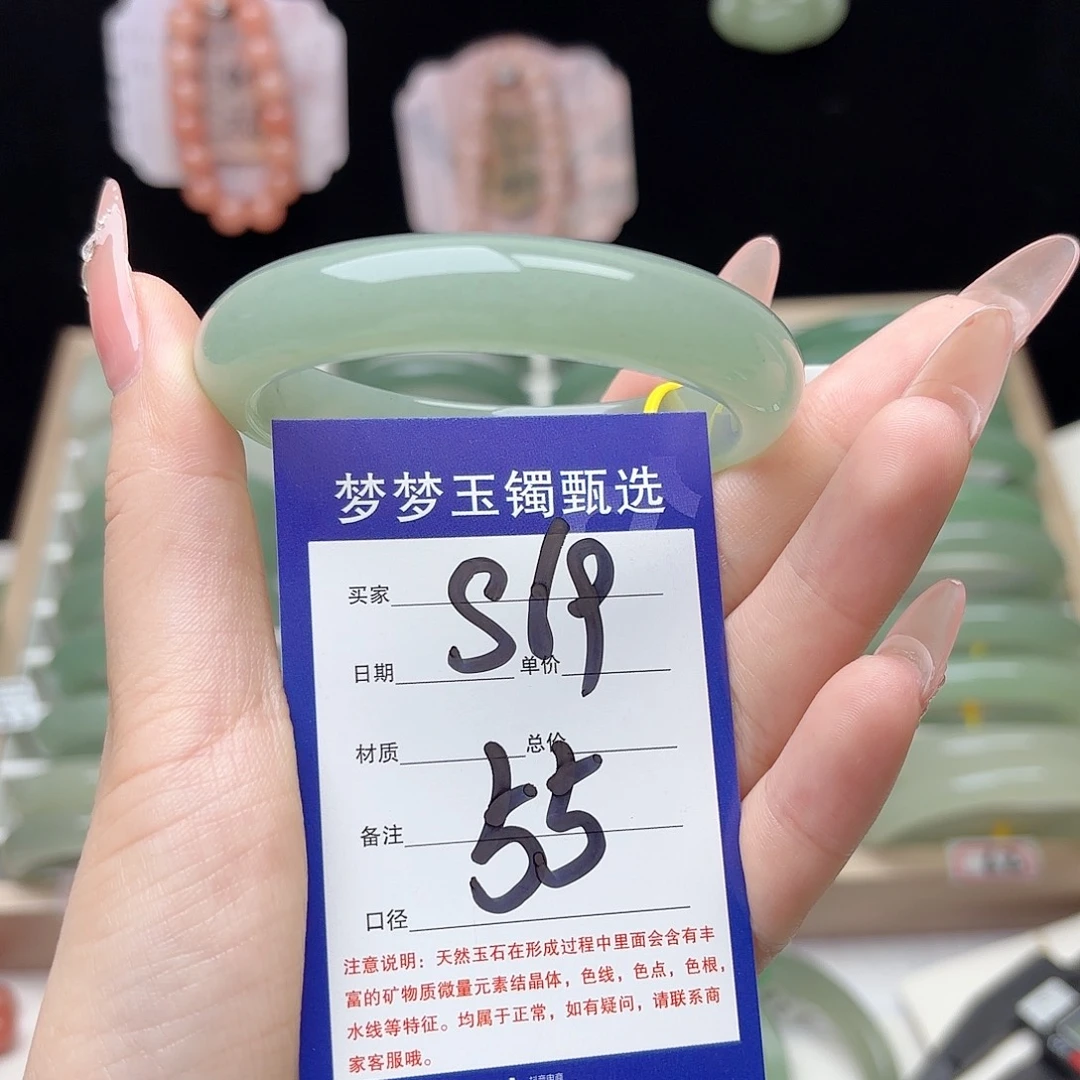 梦梦玉镯甄选
买家
S19
日期 单价
材质 总价
备注
55
口径
注意说明：天然玉石在形成过程中里面会含有丰
富的矿物质微量元素结晶体，色线，色点，色根，
水线等特征。均属于正常，如有疑问，请联系商
家客服哦。
抖音电商